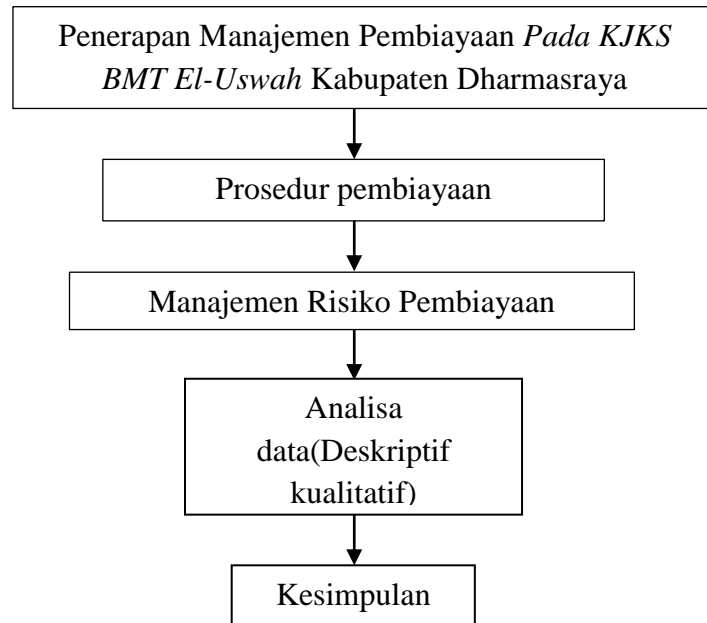 Penerapan Manajemen Pembiayaan Pada KJKS
BMT El-Uswah Kabupaten Dharmasraya
Prosedur pembiayaan
Manajemen Risiko Pembiayaan
Analisa
data(Deskriptif
kualitatif)
Kesimpulan